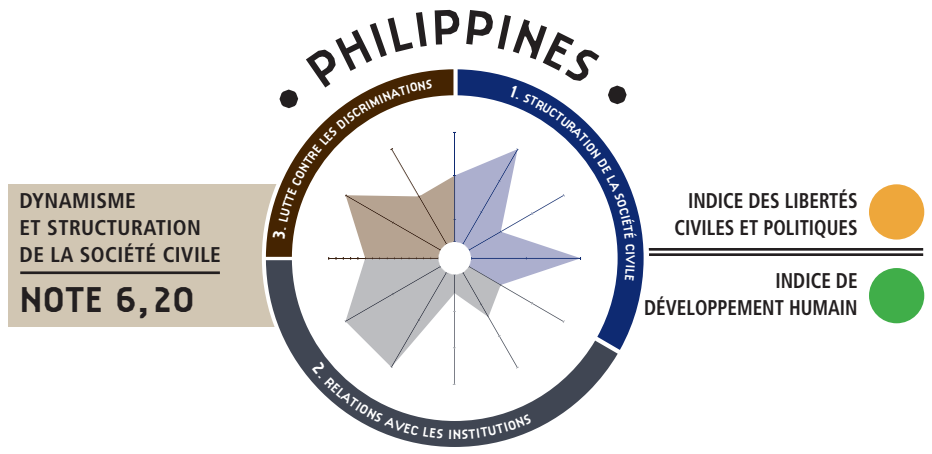 PHILIPPINES
1. STRUCTURATION DE LA SOCIÉTÉ CIVILE
2. RELATIONS AVEC LES INSTITUTIONS
3. LUTTE CONTRE LES DISCRIMINATIONS
DYNAMISME
ET STRUCTURATION
DE LA SOCIÉTÉ CIVILE
NOTE 6,20
INDICE DES LIBERTÉS
CIVILES ET POLITIQUES
INDICE DE
DÉVELOPPEMENT HUMAIN